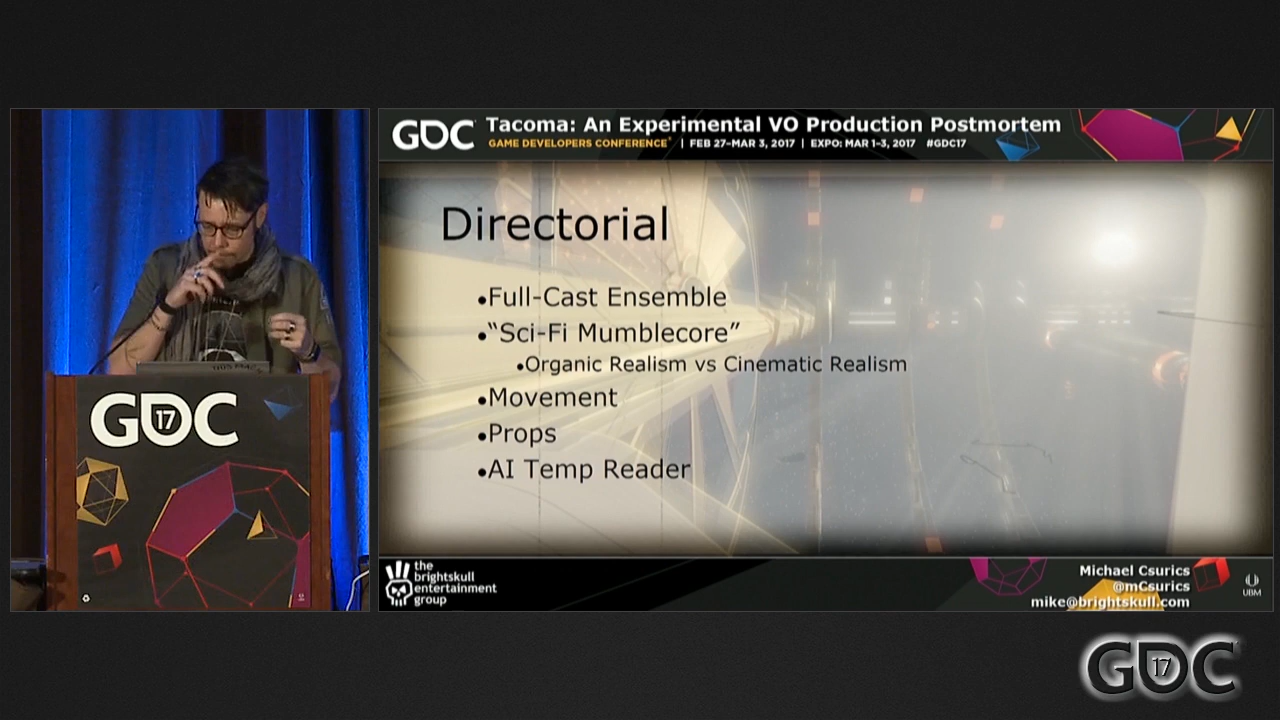 GDC
Tacoma: An Experimental VO Production Postmortem
GAME DEVELOPERS CONFERENCE | FEB 27-MAR 3, 2017 | EXPO: MAR 1-3, 2017 #GDC17
Directorial
•Full-Cast Ensemble
•“Sci-Fi Mumblecore”
•Organic Realism vs Cinematic Realism
•Movement
•Props
•AI Temp Reader
GDC
17
the
brightskull
entertainment
group
Michael Csurics
@mCsurics
mike@brightskull.com
UBM
GDC
17